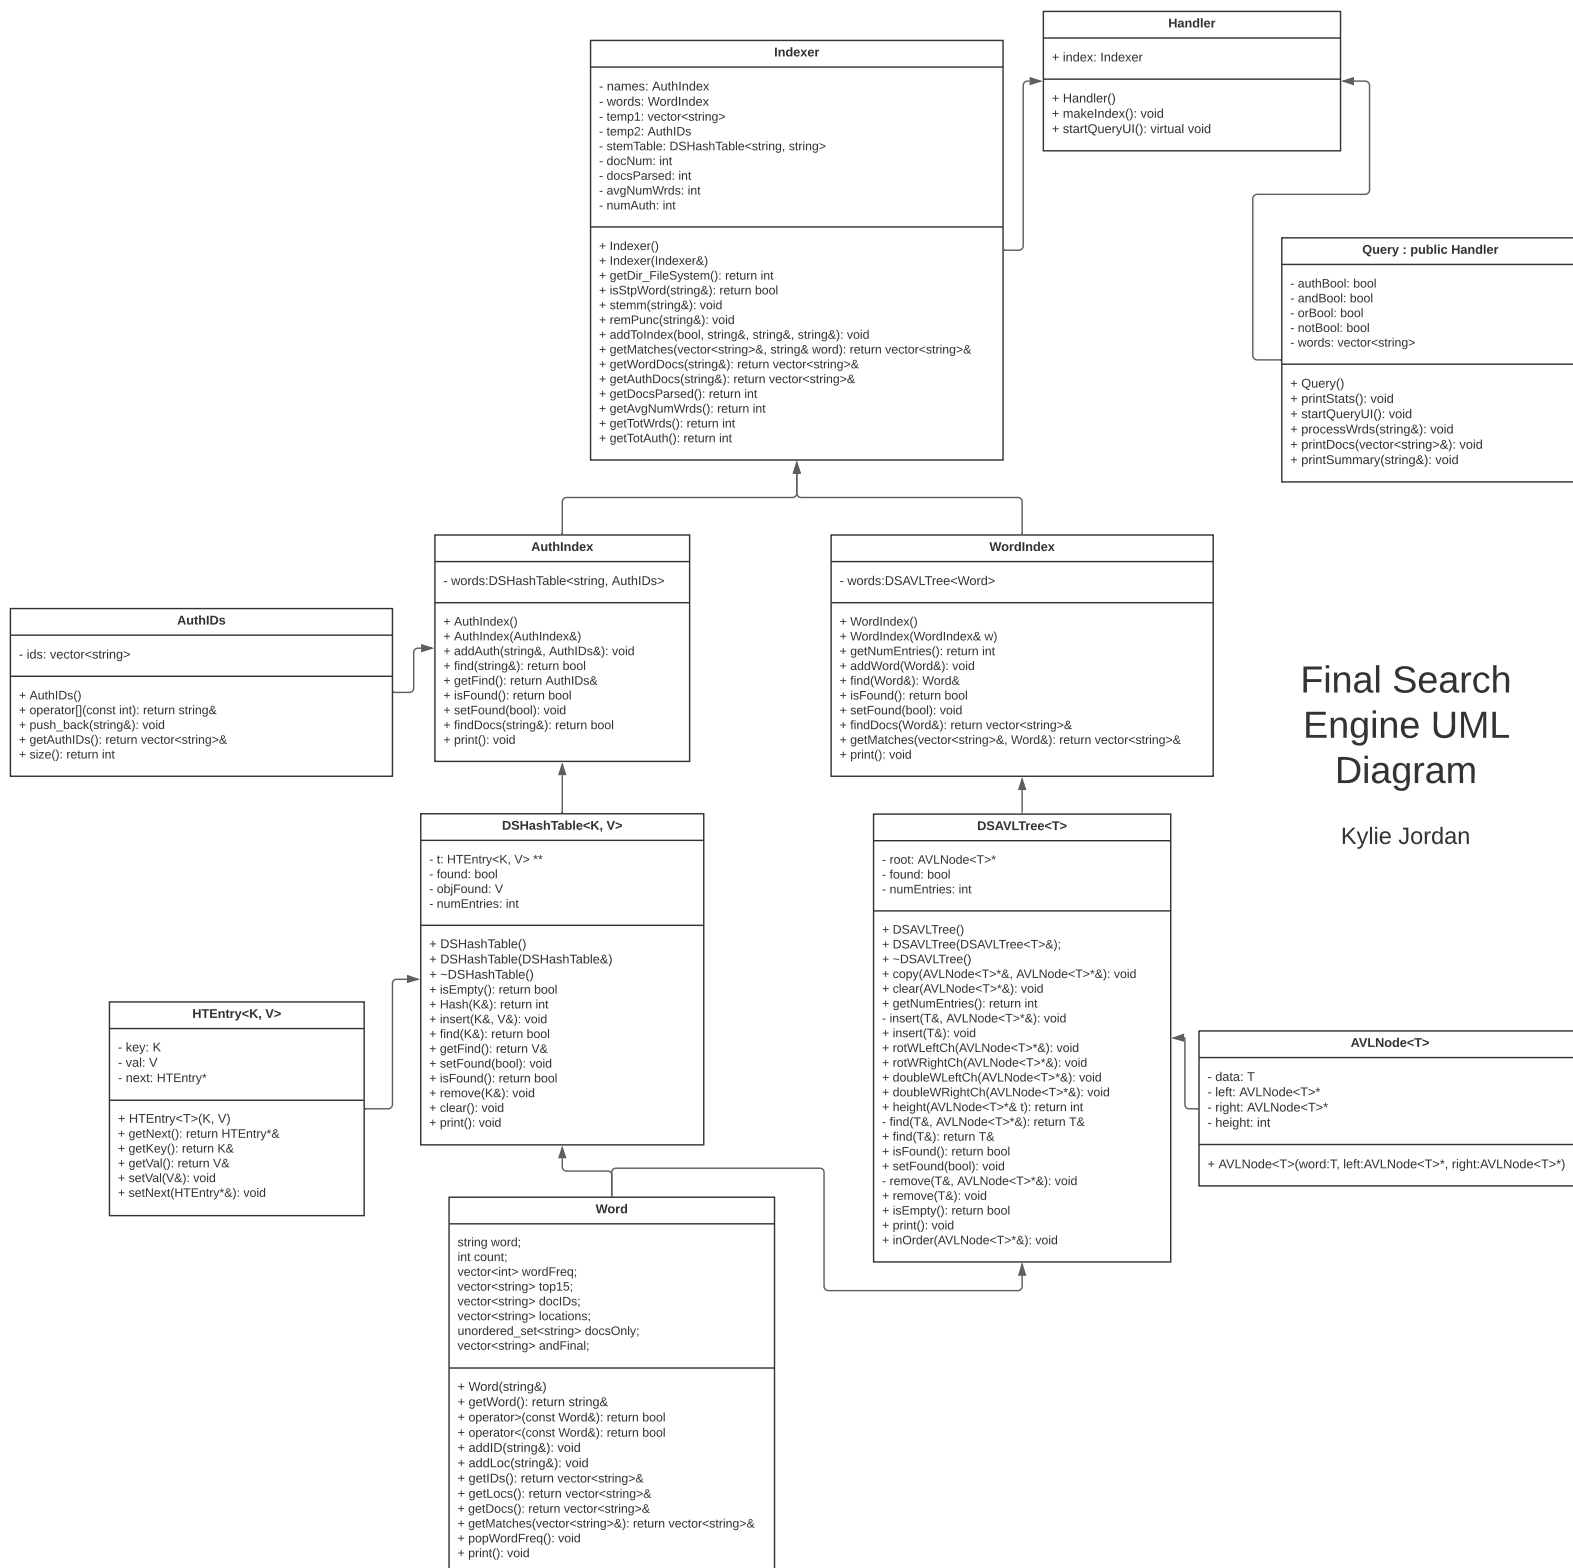 Handler
+ index: Indexer
+ Handler()
+ makeIndex(): void
+ startQueryUI(): virtual void
Indexer
- names: AuthIndex
- words: WordIndex
- temp1: vector<string>
- temp2: AuthIDs
- stemTable: DSHashTable<string, string>
- docNum: int
- docsParsed: int
- avgNumWrds: int
- numAuth: int
+ Indexer()
+ Indexer(Indexer&)
+ getDir_FileSystem(): return int
+ isStpWord(string&): return bool
+ stemm(string&): void
+ remPunc(string&): void
+ addToIndex(bool, string&, string&, string&): void
+ getMatches(vector<string>&, string& word): return vector<string>&
+ getWordDocs(string&): return vector<string>&
+ getAuthDocs(string&): return vector<string>&
+ getDocsParsed(): return int
+ getAvgNumWrds(): return int
+ getTotWrds(): return int
+ getTotAuth(): return int
Query : public Handler
- authBool: bool
- andBool: bool
- orBool: bool
- notBool: bool
- words: vector<string>
+ Query()
+ printStats(): void
+ startQueryUI(): void
+ processWrds(string&): void
+ printDocs(vector<string>&): void
+ printSummary(string&): void
AuthIndex
- words:DSHashTable<string, AuthIDs>
+ AuthIndex()
+ AuthIndex(AuthIndex&)
+ addAuth(string&, AuthIDs&): void
+ find(string&): return bool
+ getFind(): return AuthIDs&
+ isFound(): return bool
+ setFound(bool): void
+ findDocs(string&): return bool
+ print(): void
WordIndex
- words:DSAVLTree<Word>
+ WordIndex()
+ WordIndex(WordIndex& w)
+ getNumEntries(): return int
+ addWord(Word&): void
+ find(Word&): Word&
+ isFound(): return bool
+ setFound(bool): void
+ findDocs(Word&): return vector<string>&
+ getMatches(vector<string>&, Word&): return vector<string>&
+ print(): void
AuthIDs
- ids: vector<string>
+ AuthIDs()
+ operator[](const int): return string&
+ push_back(string&): void
+ getAuthIDs(): return vector<string>&
+ size(): return int
Final Search
Engine UML
Diagram
Kylie Jordan
DSHashTable<K, V>
- t: HTEntry<K, V> **
- found: bool
- objFound: V
- numEntries: int
+ DSHashTable()
+ DSHashTable(DSHashTable&)
+ ~DSHashTable()
+ isEmpty(): return bool
+ Hash(K&): return int
+ insert(K&, V&): void
+ find(K&): return bool
+ getFind(): return V&
+ setFound(bool): void
+ isFound(): return bool
+ remove(K&): void
+ clear(): void
+ print(): void
DSAVLTree<T>
- root: AVLNode<T>*
- found: bool
- numEntries: int
+ DSAVLTree()
+ DSAVLTree(DSAVLTree<T>&);
+ ~DSAVLTree()
+ copy(AVLNode<T>*&, AVLNode<T>*&): void
+ clear(AVLNode<T>*&): void
+ getNumEntries(): return int
- insert(T&, AVLNode<T>*&): void
+ insert(T&): void
+ rotWLeftCh(AVLNode<T>*&): void
+ rotWRightCh(AVLNode<T>*&): void
+ doubleWLeftCh(AVLNode<T>*&): void
+ doubleWRightCh(AVLNode<T>*&): void
+ height(AVLNode<T>*& t): return int
- find(T&, AVLNode<T>*&): return T&
+ find(T&): return T&
+ isFound(): return bool
+ setFound(bool): void
- remove(T&, AVLNode<T>*&): void
+ remove(T&): void
+ isEmpty(): return bool
+ print(): void
+ inOrder(AVLNode<T>*&): void
HTEntry<K, V>
- key: K
- val: V
- next: HTEntry*
+ HTEntry<T>(K, V)
+ getNext(): return HTEntry*&
+ getKey(): return K&
+ getVal(): return V&
+ setVal(V&): void
+ setNext(HTEntry*&): void
AVLNode<T>
- data: T
- left: AVLNode<T>*
- right: AVLNode<T>*
- height: int
+ AVLNode<T>(word:T, left:AVLNode<T>*, right:AVLNode<T>*)
Word
string word;
int count;
vector<int> wordFreq;
vector<string> top15;
vector<string> docIDs;
vector<string> locations;
unordered_set<string> docsOnly;
vector<string> andFinal;
+ Word(string&)
+ getWord(): return string&
+ operator>(const Word&): return bool
+ operator<(const Word&): return bool
+ addID(string&): void
+ addLoc(string&): void
+ getIDs(): return vector<string>&
+ getLocs(): return vector<string>&
+ getDocs(): return vector<string>&
+ getMatches(vector<string>&): return vector<string>&
+ popWordFreq(): void
+ print(): void